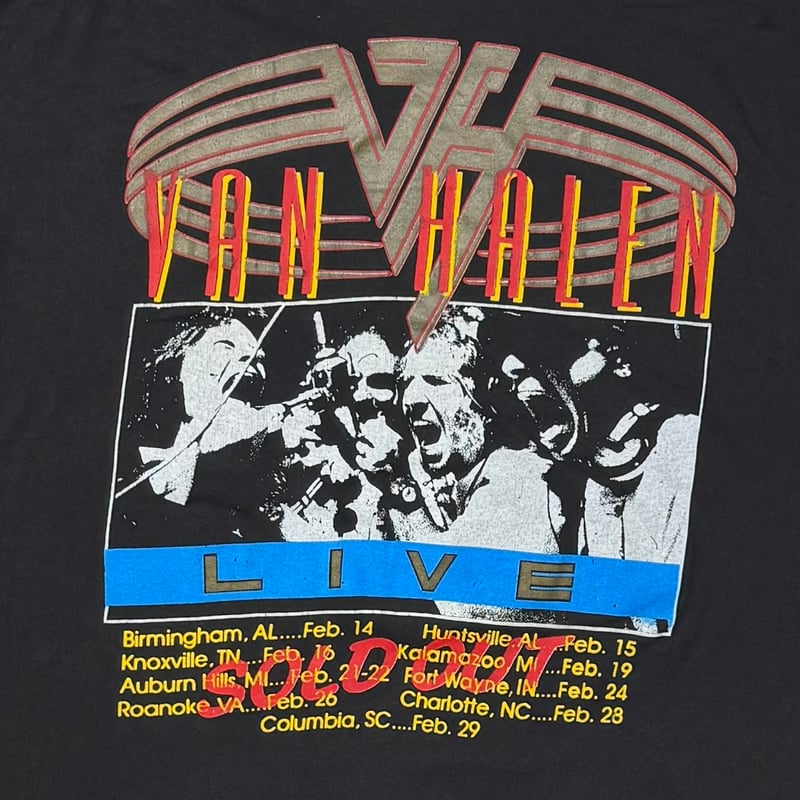 VAN HALEN
LIVE
Birmingham, AL....Feb. 14 Huntsville, AL....Feb. 15
Knoxville, TN....Feb. 16 Kalamazoo, MI....Feb. 19
Auburn Hills, MI....Feb. 21-22 Fort Wayne, IN....Feb. 24
Roanoke, VA....Feb. 26 Charlotte, NC....Feb. 28
Columbia, SC....Feb. 29
SOLD OUT